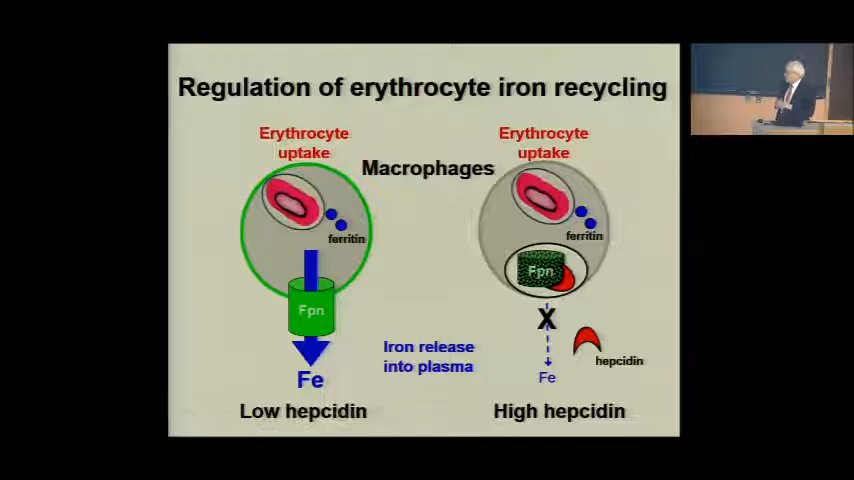 Regulation of erythrocyte iron recycling
Erythrocyte
uptake
Macrophages
Erythrocyte
uptake
ferritin
ferritin
Fpn
Fpn
X
Iron release
into plasma
hepcidin
Fe
Fe
Low hepcidin
High hepcidin